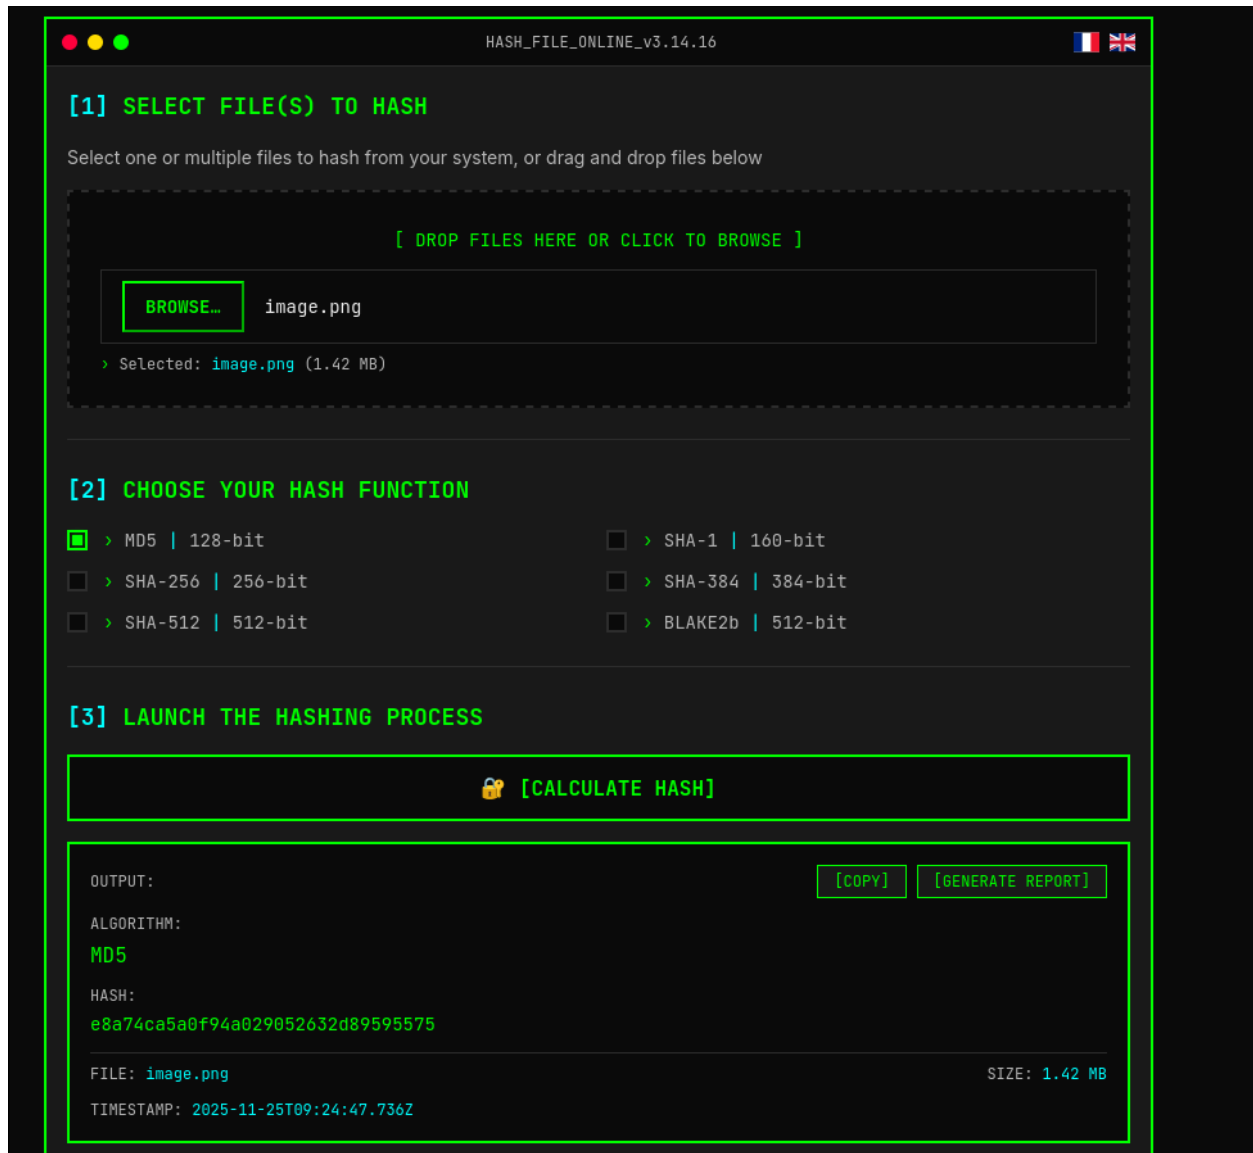 HASH_FILE_ONLINE_v3.14.16
[1] SELECT FILE(S) TO HASH
Select one or multiple files to hash from your system, or drag and drop files below
[ DROP FILES HERE OR CLICK TO BROWSE ]
BROWSE… image.png
› Selected: image.png (1.42 MB)
[2] CHOOSE YOUR HASH FUNCTION
› MD5 | 128-bit
› SHA-1 | 160-bit
› SHA-256 | 256-bit
› SHA-384 | 384-bit
› SHA-512 | 512-bit
› BLAKE2b | 512-bit
[3] LAUNCH THE HASHING PROCESS
🔐 [CALCULATE HASH]
OUTPUT: [COPY] [GENERATE REPORT]
ALGORITHM:
MD5
HASH:
e8a74ca5a0f94a029052632d89595575
FILE: image.png SIZE: 1.42 MB
TIMESTAMP: 2025-11-25T09:24:47.736Z